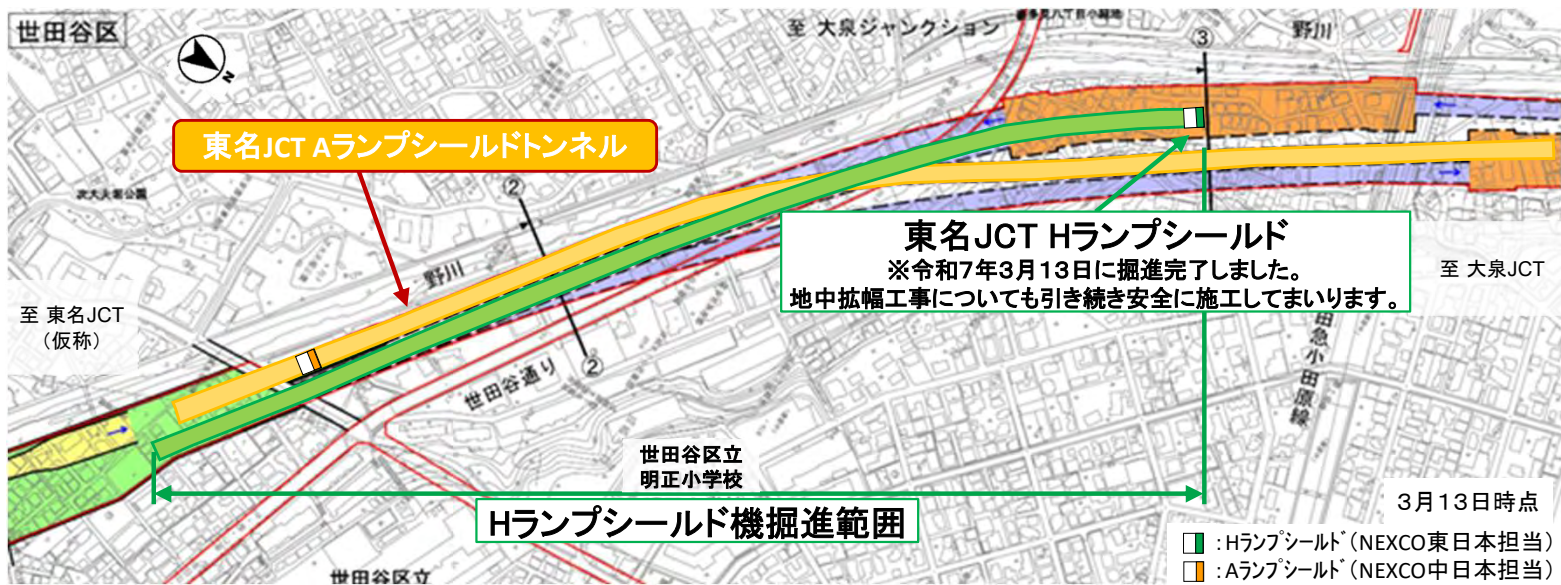 世田谷区
至 大泉ジャンクション
③
野川
N
東名JCT Aランプシールドトンネル
次大夫堀公園
②
東名JCT Hランプシールド
※令和7年3月13日に掘進完了しました。
地中拡幅工事についても引き続き安全に施工してまいります。
野川
至 東名JCT
（仮称）
至 大泉JCT
②
世田谷通り
田急小田原線
世田谷区立
明正小学校
Hランプシールド機掘進範囲
3月13日時点
：Hランプシールド（NEXCO東日本担当）
：Aランプシールド（NEXCO中日本担当）
世田谷区立